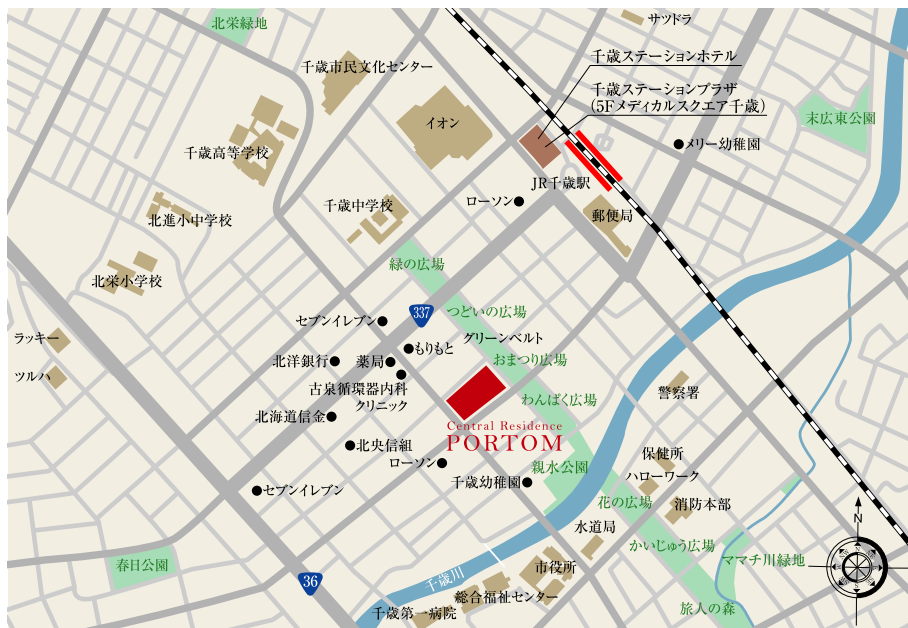 北栄緑地
サツドラ
千歳ステーションホテル
千歳市民文化センター
千歳ステーションプラザ
(5Fメディカルスクエア千歳)
イオン
末広東公園
メリー幼稚園
千歳高等学校
JR千歳駅
ローソン
千歳中学校
郵便局
北進小中学校
緑の広場
北栄小学校
337
つどいの広場
セブンイレブン
グリーンベルト
ラッキー
もりもと
おまつり広場
北洋銀行
薬局
ツルハ
古泉循環器内科
クリニック
わんぱく広場
警察署
北海道信金
Central Residence
PORTOM
北央信組
保健所
ローソン
親水公園
ハローワーク
千歳幼稚園
セブンイレブン
花の広場
消防本部
N
水道局
かいじゅう広場
ママチ川緑地
春日公園
市役所
千歳川
36
総合福祉センター
旅人の森
千歳第一病院